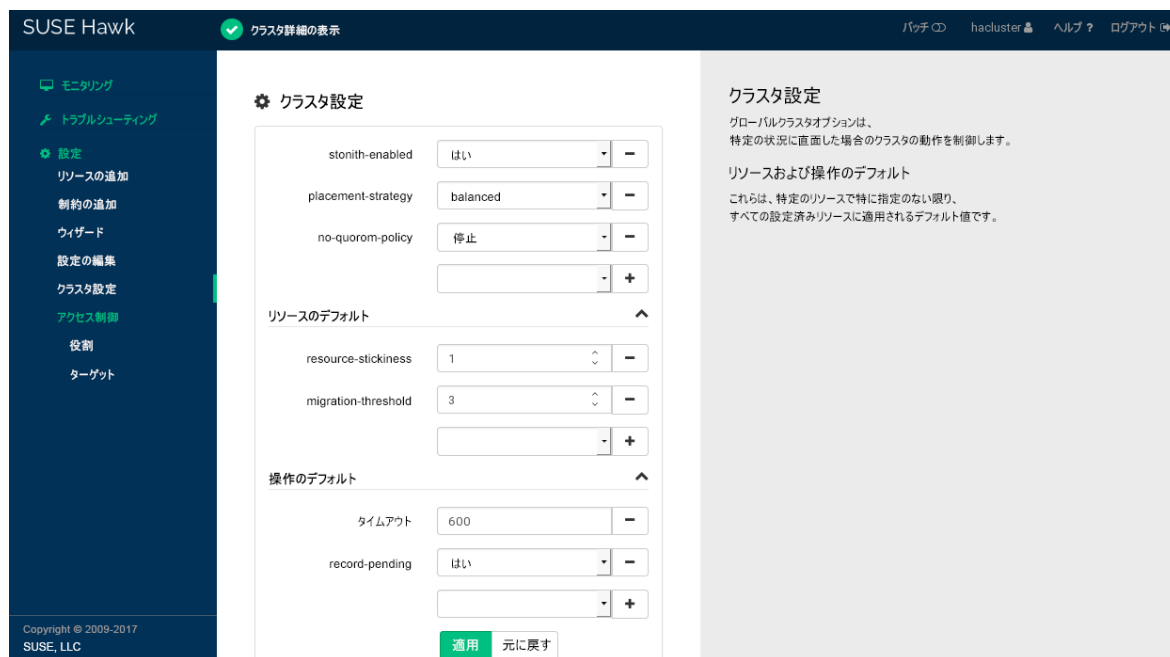 SUSE Hawk
クラスタ詳細の表示
バッチ
hacluster
ヘルプ ?
ログアウト
モニタリング
トラブルシューティング
設定
リソースの追加
制約の追加
ウィザード
設定の編集
クラスタ設定
アクセス制御
役割
ターゲット
Copyright © 2009-2017
SUSE, LLC
クラスタ設定
stonith-enabled はい
placement-strategy balanced
no-quorom-policy 停止
リソースのデフォルト
resource-stickiness 1
migration-threshold 3
操作のデフォルト
タイムアウト 600
record-pending はい
適用 元に戻す
クラスタ設定
グローバルクラスタオプションは、
特定の状況に直面した場合のクラスタの動作を制御します。
リソースおよび操作のデフォルト
これらは、特定のリソースで特に指定のない限り、
すべての設定済みリソースに適用されるデフォルト値です。